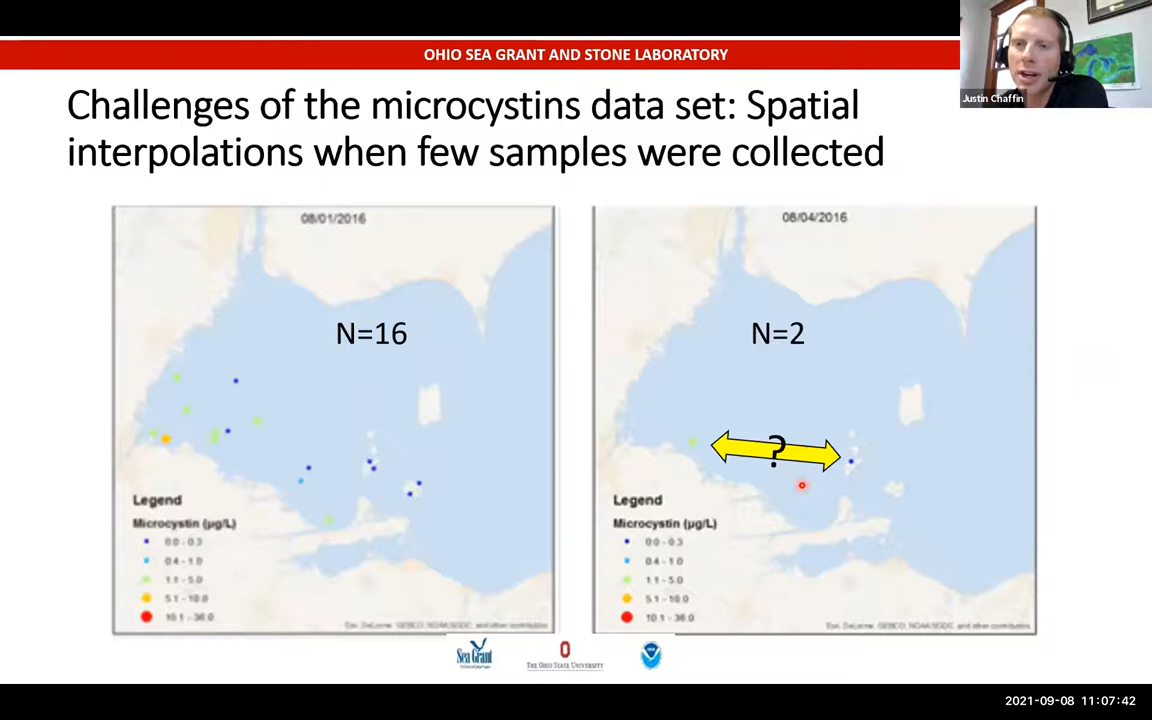 OHIO SEA GRANT AND STONE LABORATORY
Justin Chaffin
Challenges of the microcystins data set: Spatial
interpolations when few samples were collected
08/01/2016
N=16
Legend
Microcystin (µg/L)
0.0 - 0.3
0.4 - 1.0
1.1 - 5.0
5.1 - 10.0
10.1 - 36.0
08/04/2016
N=2
?
Legend
Microcystin (µg/L)
0.0 - 0.3
0.4 - 1.0
1.1 - 5.0
5.1 - 10.0
10.1 - 36.0
Sea Grant
THE OHIO STATE UNIVERSITY
2021-09-08 11:07:42